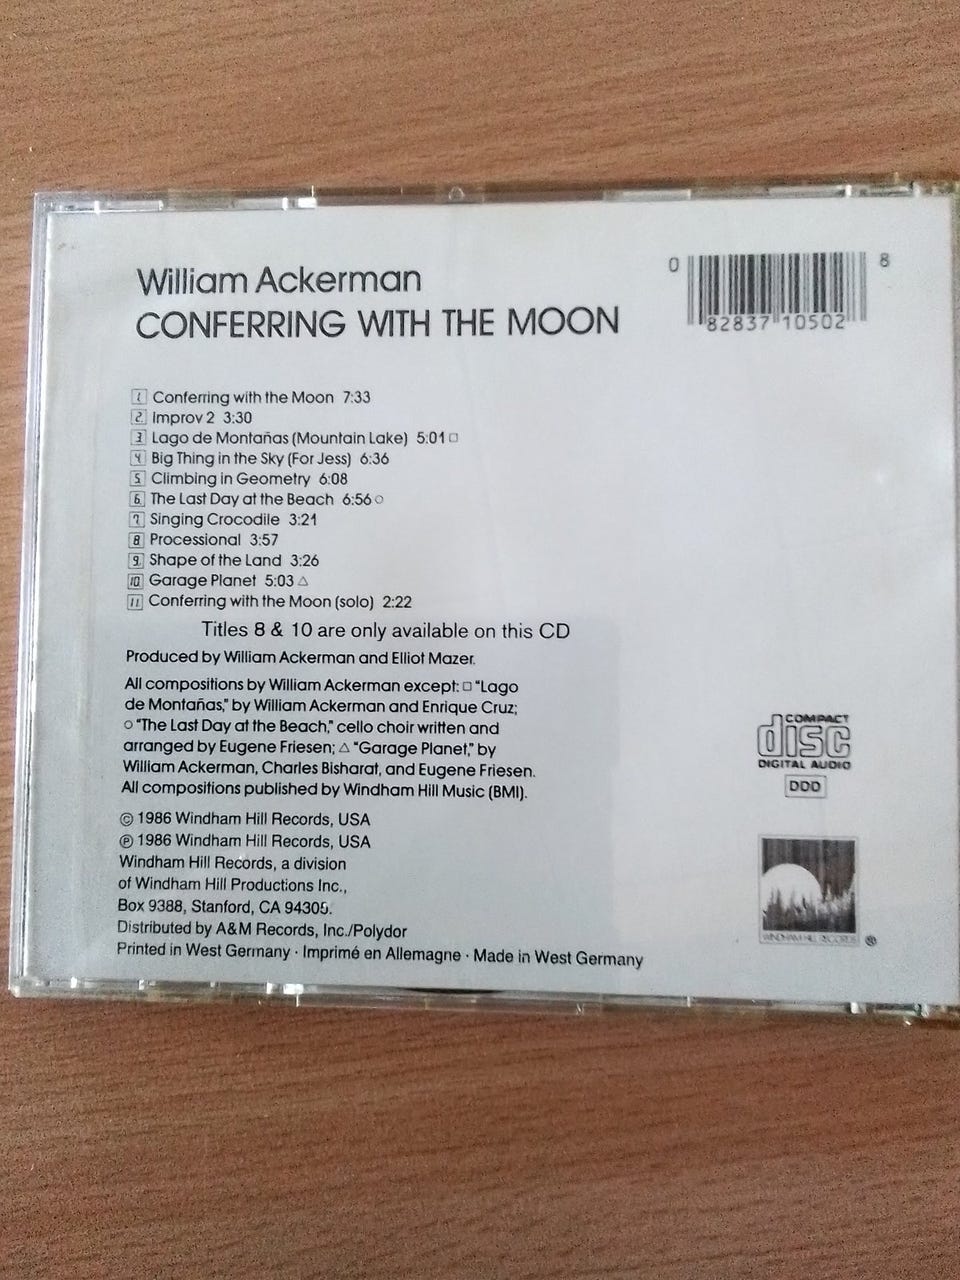 William Ackerman
CONFERRING WITH THE MOON
0 82837 10502 8
1 Conferring with the Moon 7:33
2 Improv 2 3:30
3 Lago de Montañas (Mountain Lake) 5:01 □
4 Big Thing in the Sky (For Jess) 6:36
5 Climbing in Geometry 6:08
6 The Last Day at the Beach 6:56 ○
7 Singing Crocodile 3:21
8 Processional 3:57
9 Shape of the Land 3:26
10 Garage Planet 5:03 △
11 Conferring with the Moon (solo) 2:22
Titles 8 & 10 are only available on this CD
Produced by William Ackerman and Elliot Mazer.
All compositions by William Ackerman except: □ "Lago
de Montañas," by William Ackerman and Enrique Cruz;
○ "The Last Day at the Beach," cello choir written and
arranged by Eugene Friesen; △ "Garage Planet," by
William Ackerman, Charles Bisharat, and Eugene Friesen.
All compositions published by Windham Hill Music (BMI).
© 1986 Windham Hill Records, USA
℗ 1986 Windham Hill Records, USA
Windham Hill Records, a division
of Windham Hill Productions Inc.,
Box 9388, Stanford, CA 94305.
Distributed by A&M Records, Inc./Polydor
Printed in West Germany · Imprimé en Allemagne · Made in West Germany
COMPACT
disc
DIGITAL AUDIO
DDD
WINDHAM HILL RECORDS ®